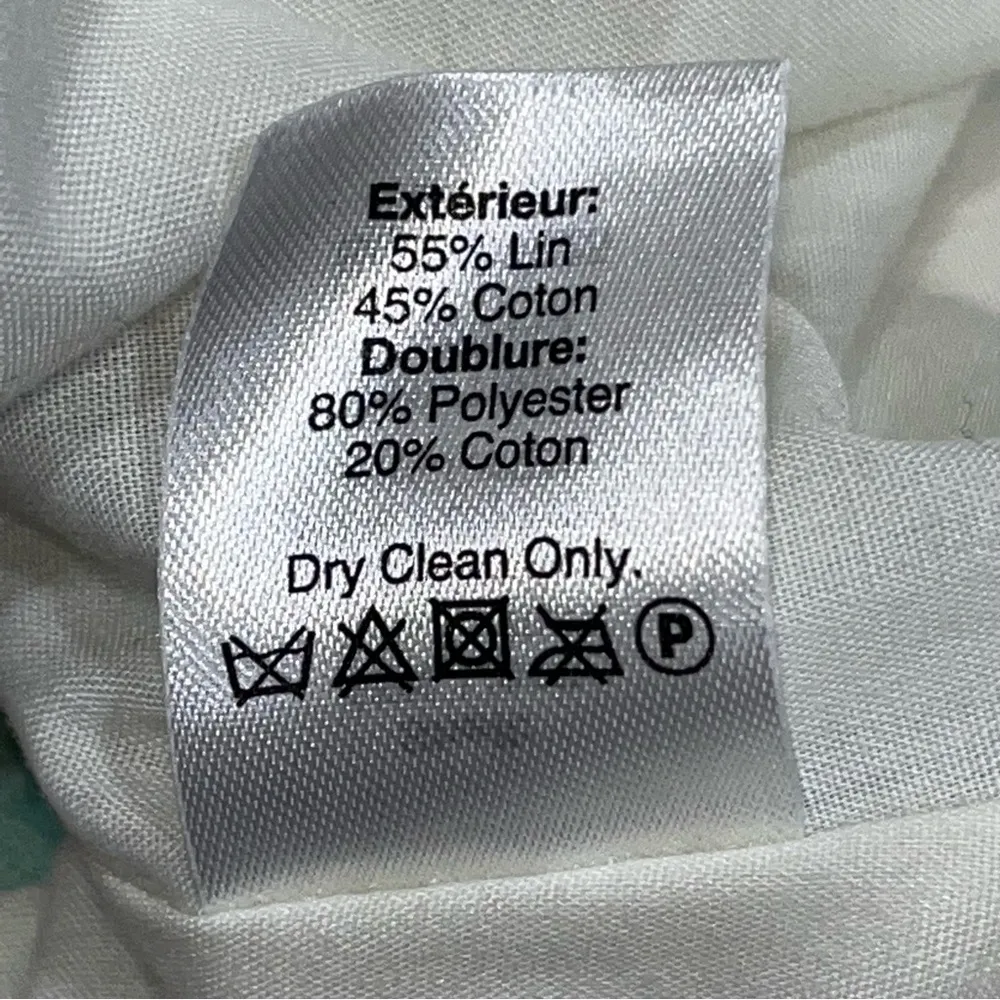 Extérieur:
55% Lin
45% Coton
Doublure:
80% Polyester
20% Coton
Dry Clean Only.
P